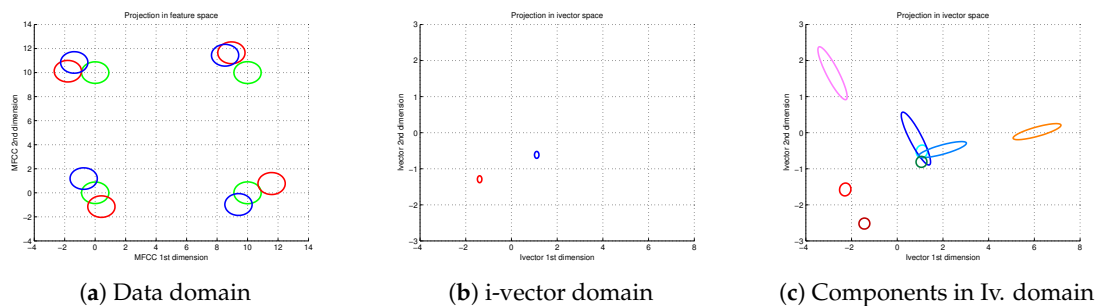 Projection in feature space
14
12
10
8
6
4
2
0
−2
−4
−4 −2 0 2 4 6 8 10 12 14
MFCC 2nd dimension
MFCC 1st dimension
(a) Data domain
Projection in ivector space
3
2
1
0
−1
−2
−3
−4 −2 0 2 4 6 8
Ivector 2nd dimension
Ivector 1st dimension
(b) i-vector domain
Projection in ivector space
3
2
1
0
−1
−2
−3
−4 −2 0 2 4 6 8
Ivector 2nd dimension
Ivector 1st dimension
(c) Components in Iv. domain